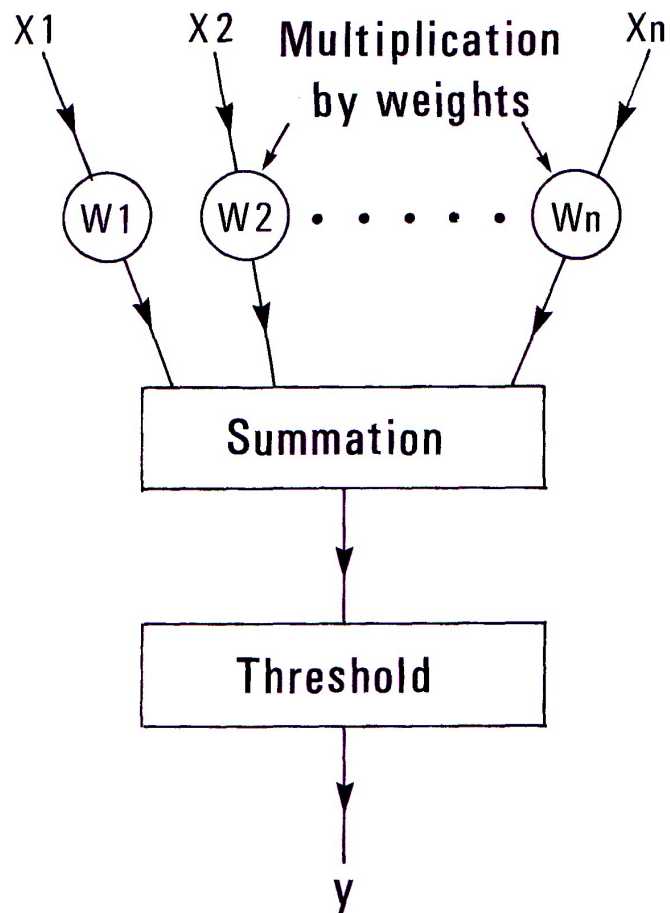 X1
X2
Xn
Multiplication
by weights
W1
W2
Wn
Summation
Threshold
y